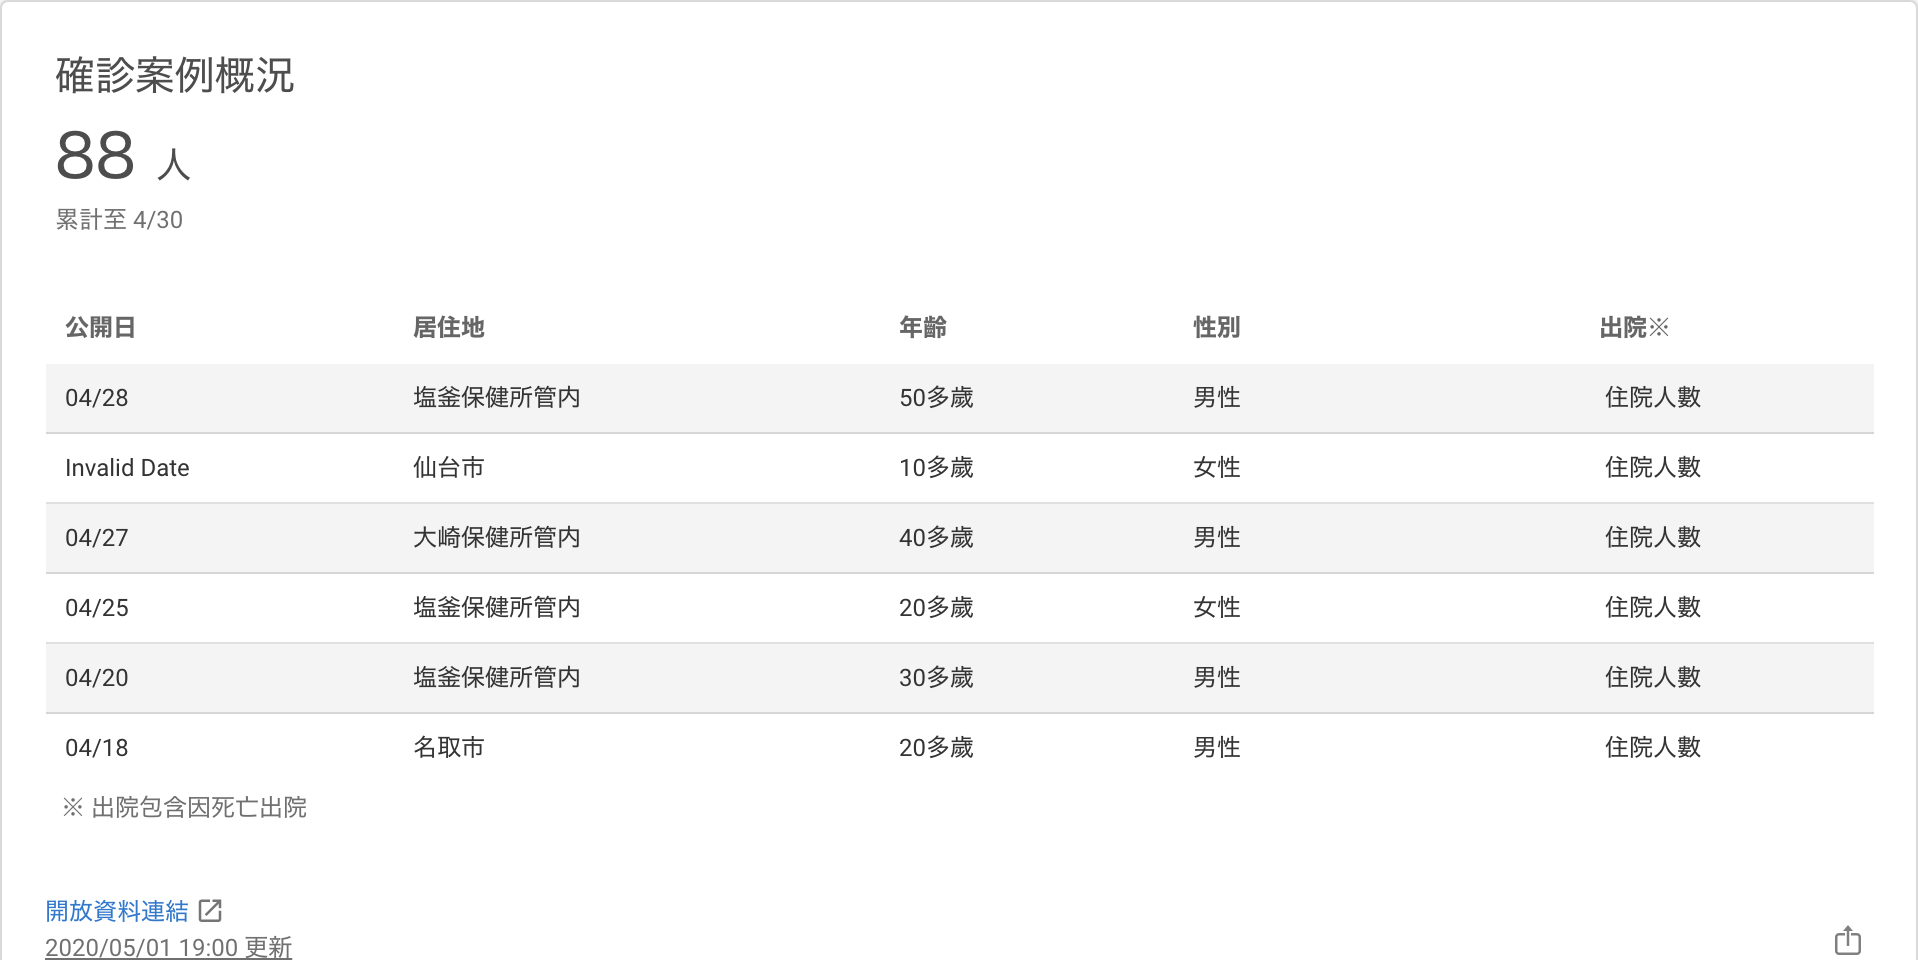 確診案例概況
88 人
累計至 4/30
公開日 居住地 年齡 性別 出院※
04/28 塩釜保健所管内 50多歲 男性 住院人數
Invalid Date 仙台市 10多歲 女性 住院人數
04/27 大崎保健所管内 40多歲 男性 住院人數
04/25 塩釜保健所管内 20多歲 女性 住院人數
04/20 塩釜保健所管内 30多歲 男性 住院人數
04/18 名取市 20多歲 男性 住院人數
※ 出院包含因死亡出院
開放資料連結
2020/05/01 19:00 更新